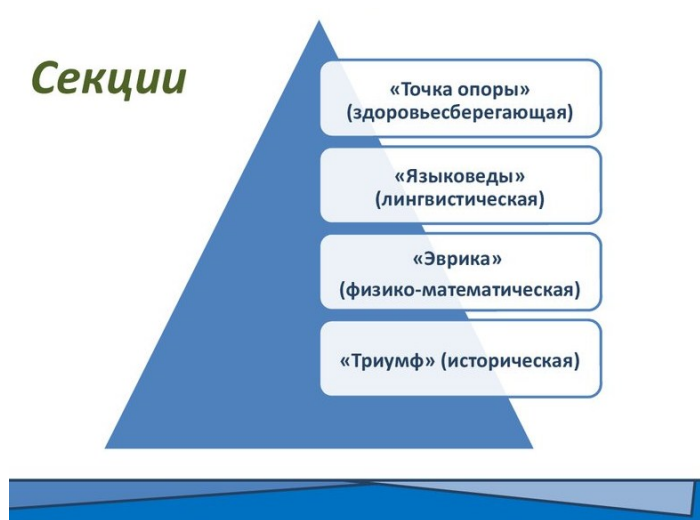 Секции
«Точка опоры»
(здоровьесберегающая)
«Языковеды»
(лингвистическая)
«Эврика»
(физико-математическая)
«Триумф» (историческая)